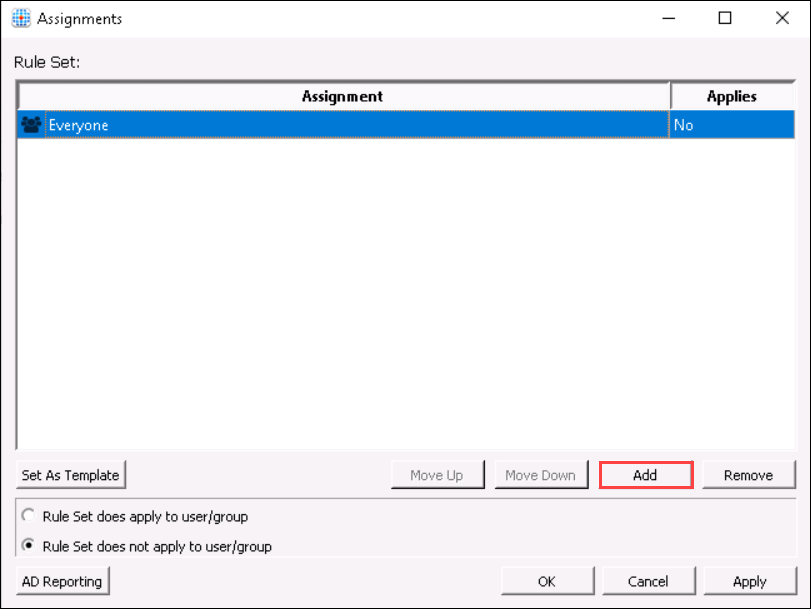 Assignments
Rule Set:
Assignment Applies
Everyone No
Set As Template Move Up Move Down Add Remove
Rule Set does apply to user/group
Rule Set does not apply to user/group
AD Reporting OK Cancel Apply